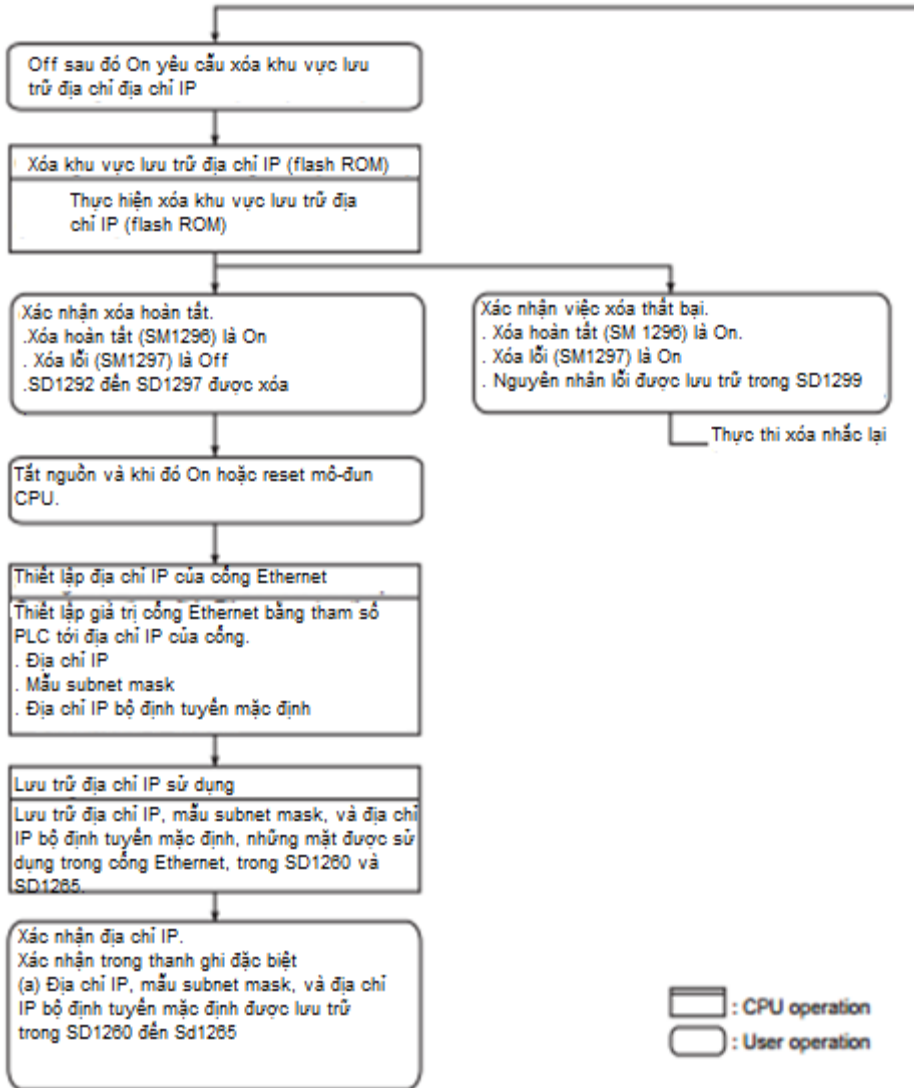 Off sau đó On yêu cầu xóa khu vực lưu
trữ địa chỉ địa chỉ IP
Xóa khu vực lưu trữ địa chỉ IP (flash ROM)
Thực hiện xóa khu vực lưu trữ địa
chỉ IP (flash ROM)
Xác nhận xóa hoàn tất.
.Xóa hoàn tất (SM1296) là On
. Xóa lỗi (SM1297) là Off
.SD1292 đến SD1297 được xóa
Xác nhận việc xóa thất bại.
. Xóa hoàn tất (SM 1296) là On.
. Xóa lỗi (SM1297) là On
. Nguyên nhân lỗi được lưu trữ trong SD1299
Thực thi xóa nhắc lại
Tắt nguồn và khi đó On hoặc reset mô-đun
CPU.
Thiết lập địa chỉ IP của cổng Ethernet
Thiết lập giá trị cổng Ethernet bằng tham số
PLC tới địa chỉ IP của cổng.
. Địa chỉ IP
. Mẫu subnet mask
. Địa chỉ IP bộ định tuyến mặc định
Lưu trữ địa chỉ IP sử dụng
Lưu trữ địa chỉ IP, mẫu subnet mask, và địa chỉ
IP bộ định tuyến mặc định, những mặt được sử
dụng trong cổng Ethernet, trong SD1260 và
SD1265.
Xác nhận địa chỉ IP.
Xác nhận trong thanh ghi đặc biệt
(a) Địa chỉ IP, mẫu subnet mask, và địa chỉ
IP bộ định tuyến mặc định được lưu trữ
trong SD1260 đến Sd1265
: CPU operation
: User operation